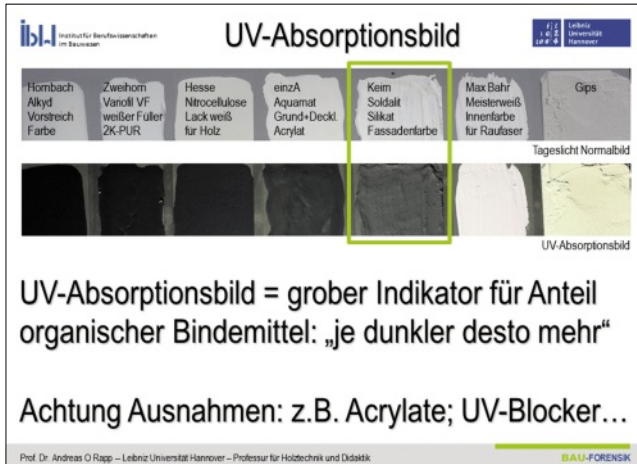 ibW Institut für Berufswissenschaften
im Bauwesen
UV-Absorptionsbild
Leibniz
Universität
Hannover
Hornbach
Alkyd
Vorstreich
Farbe
Zweihorn
Variofil VF
weißer Füller
2K-PUR
Hesse
Nitrocellulose
Lack weiß
für Holz
einzA
Aquamat
Grund+Deckl.
Acrylat
Keim
Soldalit
Silikat
Fassadenfarbe
Max Bahr
Meisterweiß
Innenfarbe
für Raufaser
Gips
Tageslicht Normalbild
UV-Absorptionsbild
UV-Absorptionsbild = grober Indikator für Anteil
organischer Bindemittel: „je dunkler desto mehr“
Achtung Ausnahmen: z.B. Acrylate; UV-Blocker…
Prof. Dr. Andreas O Rapp – Leibniz Universität Hannover – Professur für Holztechnik und Didaktik
BAU-FORENSIK